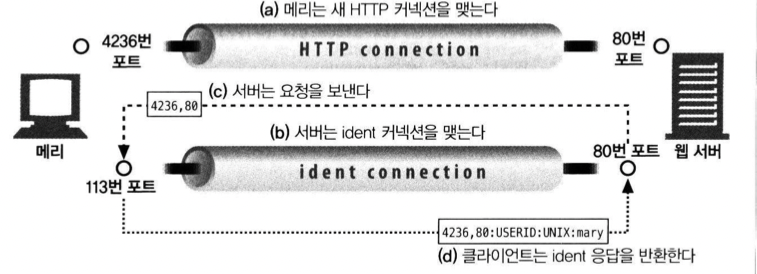 (a) 메리는 새 HTTP 커넥션을 맺는다
4236번
포트
HTTP connection
80번
포트
(c) 서버는 요청을 보낸다
4236,80
(b) 서버는 ident 커넥션을 맺는다
메리
80번 포트
웹 서버
113번 포트
ident connection
4236,80:USERID:UNIX:mary
(d) 클라이언트는 ident 응답을 반환한다